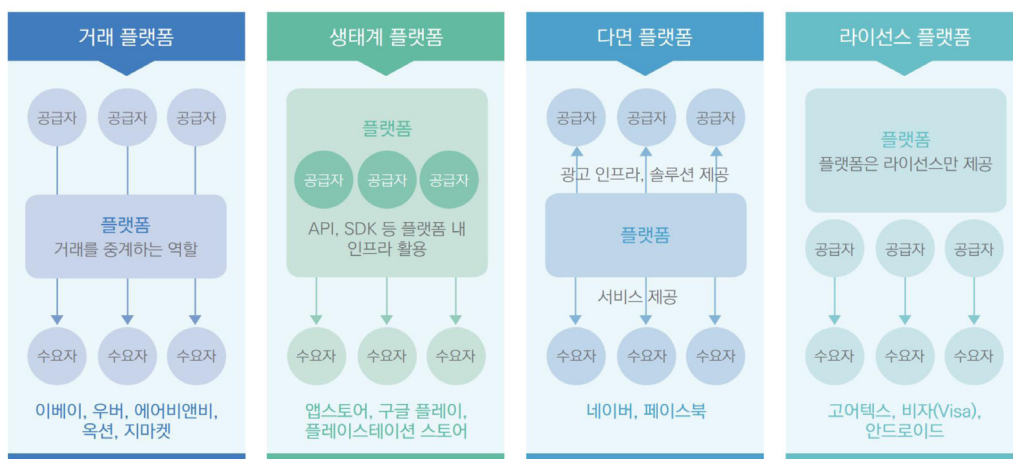 거래 플랫폼
공급자 공급자 공급자
플랫폼
거래를 중계하는 역할
수요자 수요자 수요자
이베이, 우버, 에어비앤비,
옥션, 지마켓
생태계 플랫폼
플랫폼
공급자 공급자 공급자
API, SDK 등 플랫폼 내
인프라 활용
수요자 수요자 수요자
앱스토어, 구글 플레이,
플레이스테이션 스토어
다면 플랫폼
공급자 공급자 공급자
광고 인프라, 솔루션 제공
플랫폼
서비스 제공
수요자 수요자 수요자
네이버, 페이스북
라이선스 플랫폼
플랫폼
플랫폼은 라이선스만 제공
공급자 공급자 공급자
수요자 수요자 수요자
고어텍스, 비자(Visa),
안드로이드